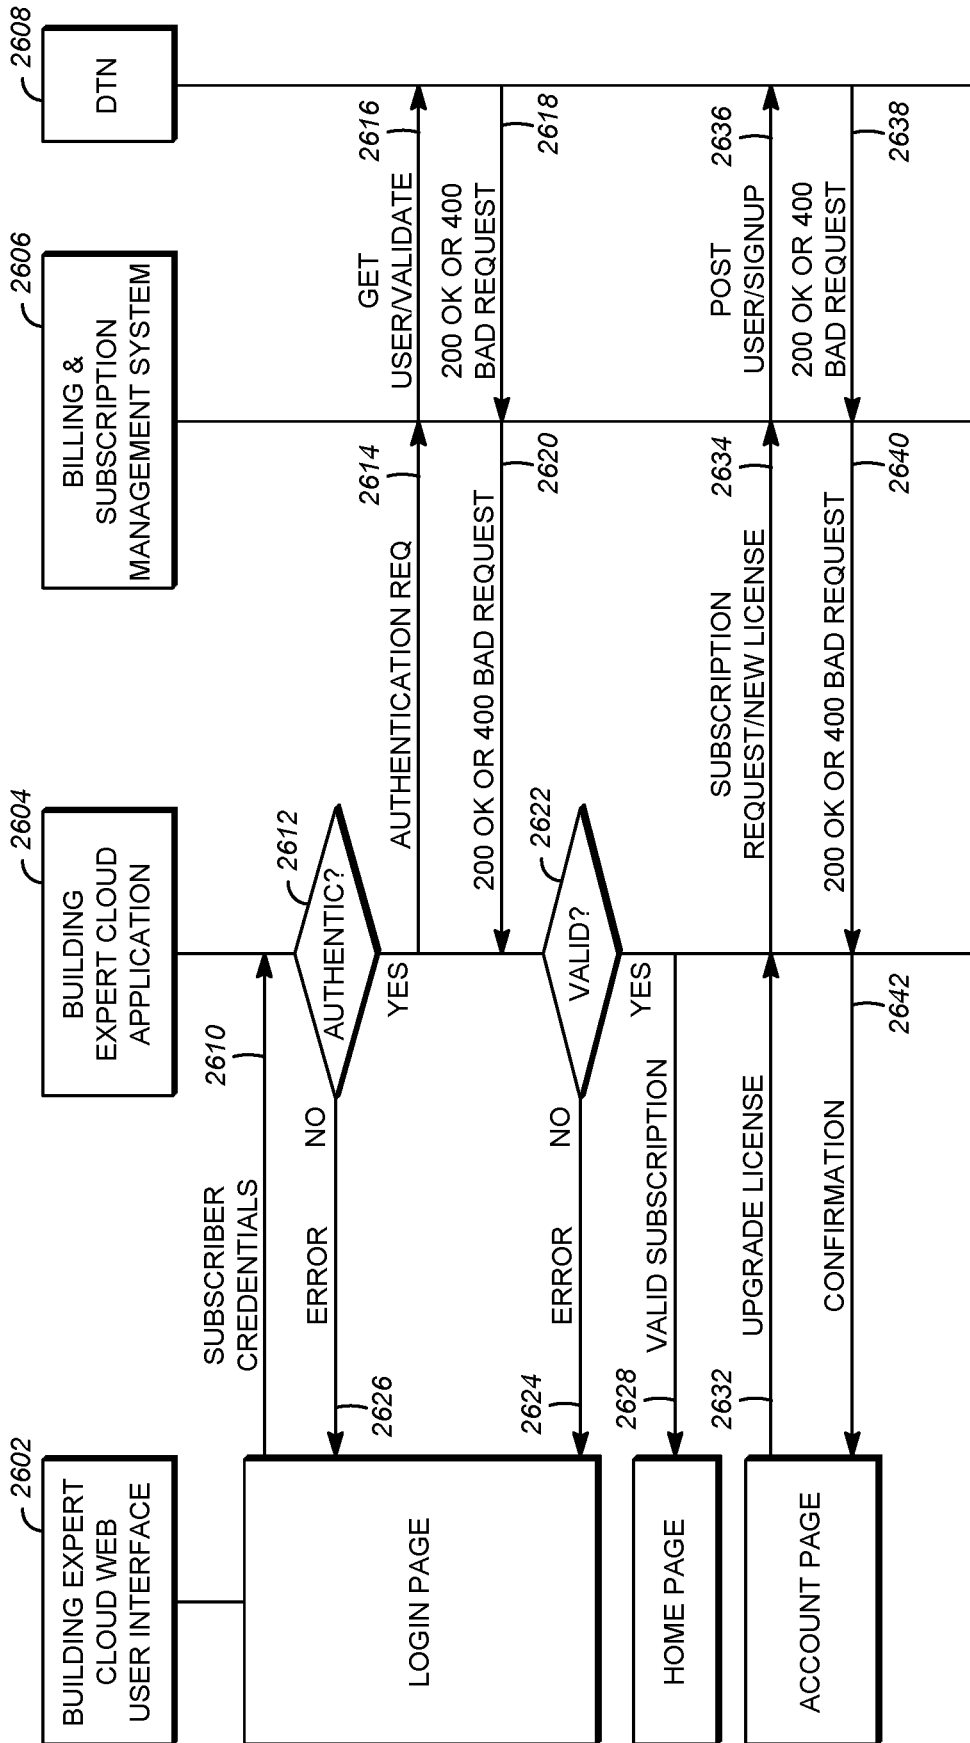 2602
BUILDING EXPERT
CLOUD WEB
USER INTERFACE
2604
BUILDING
EXPERT CLOUD
APPLICATION
2606
BILLING &
SUBSCRIPTION
MANAGEMENT SYSTEM
2608
DTN
SUBSCRIBER
CREDENTIALS
2610
2612
AUTHENTIC?
NO
ERROR
2626
YES
AUTHENTICATION REQ
2614
GET
USER/VALIDATE
2616
200 OK OR 400
BAD REQUEST
2618
200 OK OR 400 BAD REQUEST
2620
LOGIN PAGE
2622
VALID?
NO
ERROR
2624
YES
VALID SUBSCRIPTION
2628
HOME PAGE
2632
UPGRADE LICENSE
SUBSCRIPTION
REQUEST/NEW LICENSE
2634
POST
USER/SIGNUP
2636
200 OK OR 400
BAD REQUEST
2638
200 OK OR 400 BAD REQUEST
2640
CONFIRMATION
2642
ACCOUNT PAGE